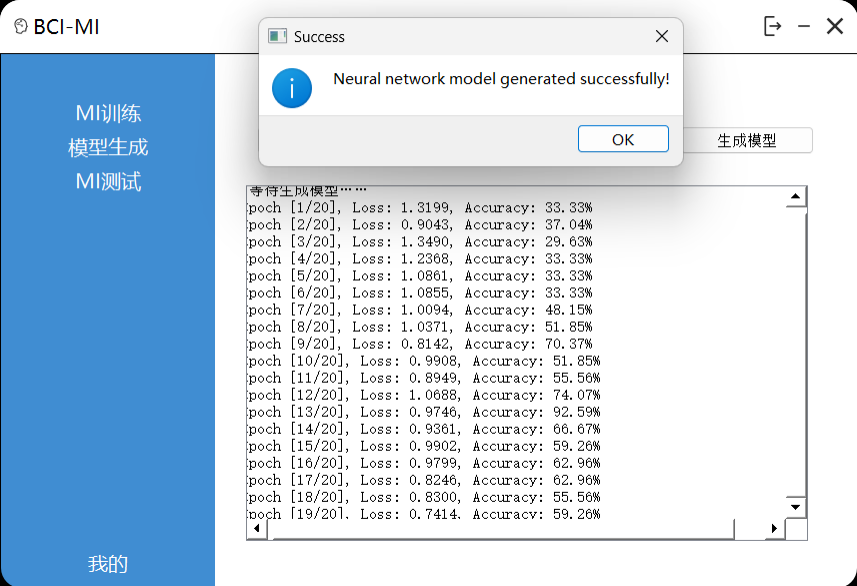 BCI-MI
Success
Neural network model generated successfully!
OK
MI训练
模型生成
MI测试
我的
生成模型
等待生成模型……
poch [1/20], Loss: 1.3199, Accuracy: 33.33%
poch [2/20], Loss: 0.9043, Accuracy: 37.04%
poch [3/20], Loss: 1.3490, Accuracy: 29.63%
poch [4/20], Loss: 1.2368, Accuracy: 33.33%
poch [5/20], Loss: 1.0861, Accuracy: 33.33%
poch [6/20], Loss: 1.0855, Accuracy: 33.33%
poch [7/20], Loss: 1.0094, Accuracy: 48.15%
poch [8/20], Loss: 1.0371, Accuracy: 51.85%
poch [9/20], Loss: 0.8142, Accuracy: 70.37%
poch [10/20], Loss: 0.9908, Accuracy: 51.85%
poch [11/20], Loss: 0.8949, Accuracy: 55.56%
poch [12/20], Loss: 1.0688, Accuracy: 74.07%
poch [13/20], Loss: 0.9746, Accuracy: 92.59%
poch [14/20], Loss: 0.9361, Accuracy: 66.67%
poch [15/20], Loss: 0.9902, Accuracy: 59.26%
poch [16/20], Loss: 0.9799, Accuracy: 62.96%
poch [17/20], Loss: 0.8246, Accuracy: 62.96%
poch [18/20], Loss: 0.8300, Accuracy: 55.56%
poch [19/20], Loss: 0.7414, Accuracy: 59.26%